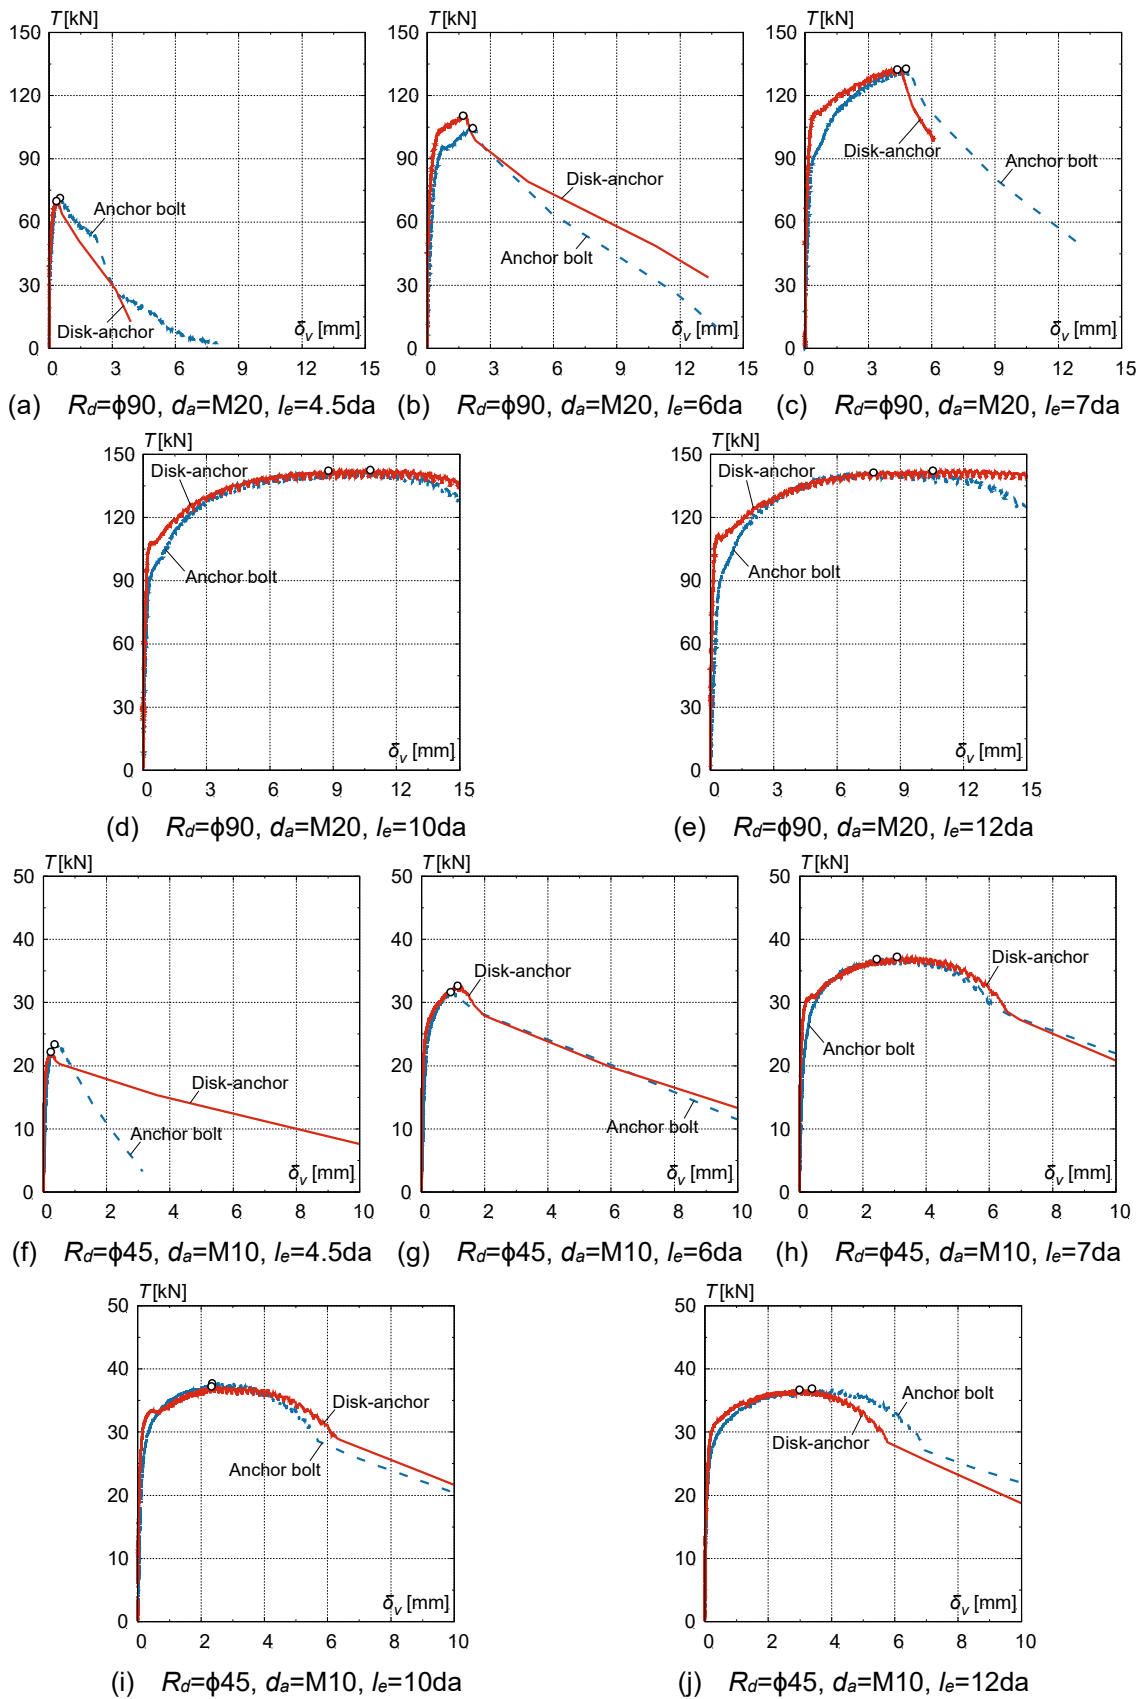 T [kN]
150
120
90
60
30
0
Anchor bolt
Disk-anchor
δv [mm]
0 3 6 9 12 15
(a) Rd=ϕ90, da=M20, le=4.5da
T [kN]
150
120
90
60
30
0
Disk-anchor
Anchor bolt
δv [mm]
0 3 6 9 12 15
(b) Rd=ϕ90, da=M20, le=6da
T [kN]
150
120
90
60
30
0
Disk-anchor
Anchor bolt
δv [mm]
0 3 6 9 12 15
(c) Rd=ϕ90, da=M20, le=7da
T [kN]
150
120
90
60
30
0
Disk-anchor
Anchor bolt
δv [mm]
0 3 6 9 12 15
(d) Rd=ϕ90, da=M20, le=10da
T [kN]
150
120
90
60
30
0
Disk-anchor
Anchor bolt
δv [mm]
0 3 6 9 12 15
(e) Rd=ϕ90, da=M20, le=12da
T [kN]
50
40
30
20
10
0
Disk-anchor
Anchor bolt
δv [mm]
0 2 4 6 8 10
(f) Rd=ϕ45, da=M10, le=4.5da
T [kN]
50
40
30
20
10
0
Disk-anchor
Anchor bolt
δv [mm]
0 2 4 6 8 10
(g) Rd=ϕ45, da=M10, le=6da
T [kN]
50
40
30
20
10
0
Disk-anchor
Anchor bolt
δv [mm]
0 2 4 6 8 10
(h) Rd=ϕ45, da=M10, le=7da
T [kN]
50
40
30
20
10
0
Disk-anchor
Anchor bolt
δv [mm]
0 2 4 6 8 10
(i) Rd=ϕ45, da=M10, le=10da
T [kN]
50
40
30
20
10
0
Anchor bolt
Disk-anchor
δv [mm]
0 2 4 6 8 10
(j) Rd=ϕ45, da=M10, le=12da